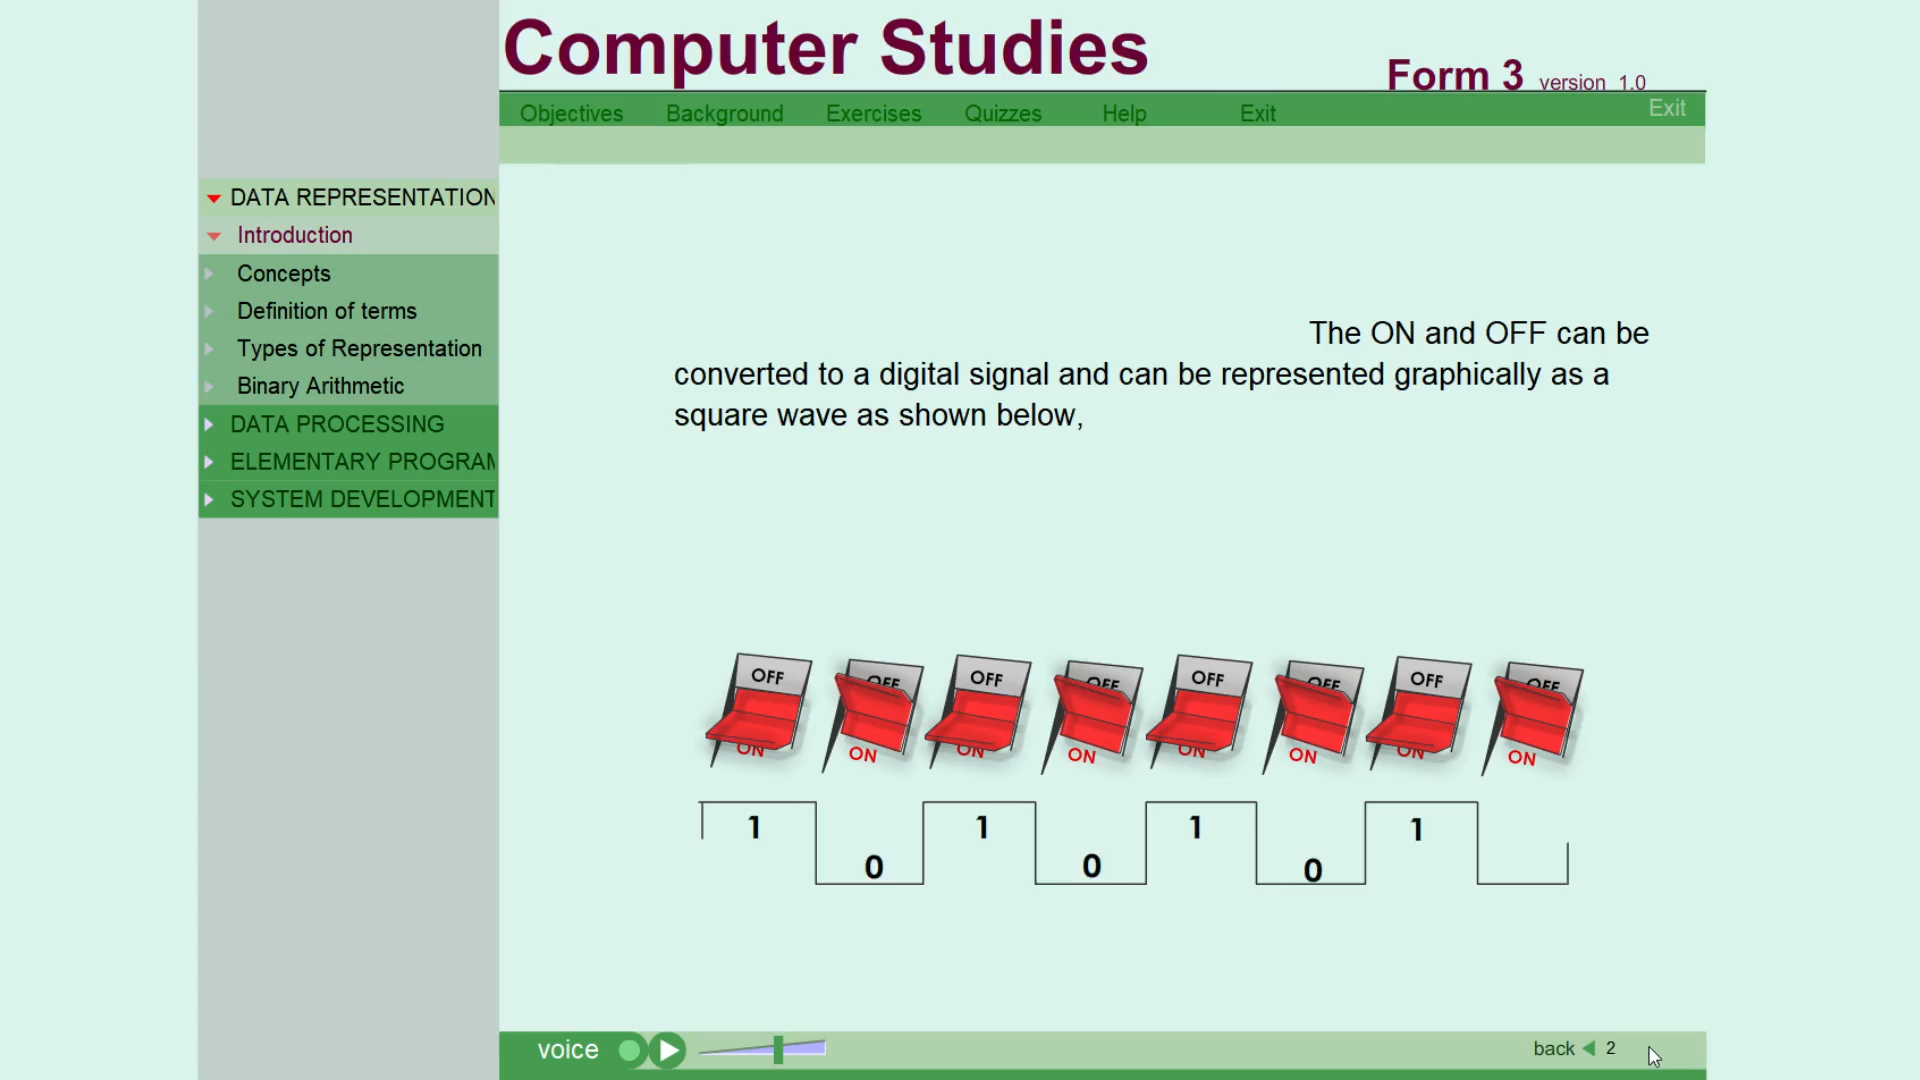 Computer Studies
Form 3 version 1.0
Objectives Background Exercises Quizzes Help Exit Exit
DATA REPRESENTATION
Introduction
Concepts
Definition of terms
Types of Representation
Binary Arithmetic
DATA PROCESSING
ELEMENTARY PROGRAM
SYSTEM DEVELOPMENT
The ON and OFF can be
converted to a digital signal and can be represented graphically as a
square wave as shown below,
OFF OFF OFF OFF OFF OFF OFF OFF
ON ON ON ON ON ON ON ON
1 1 1 1
0 0 0
voice
back 2